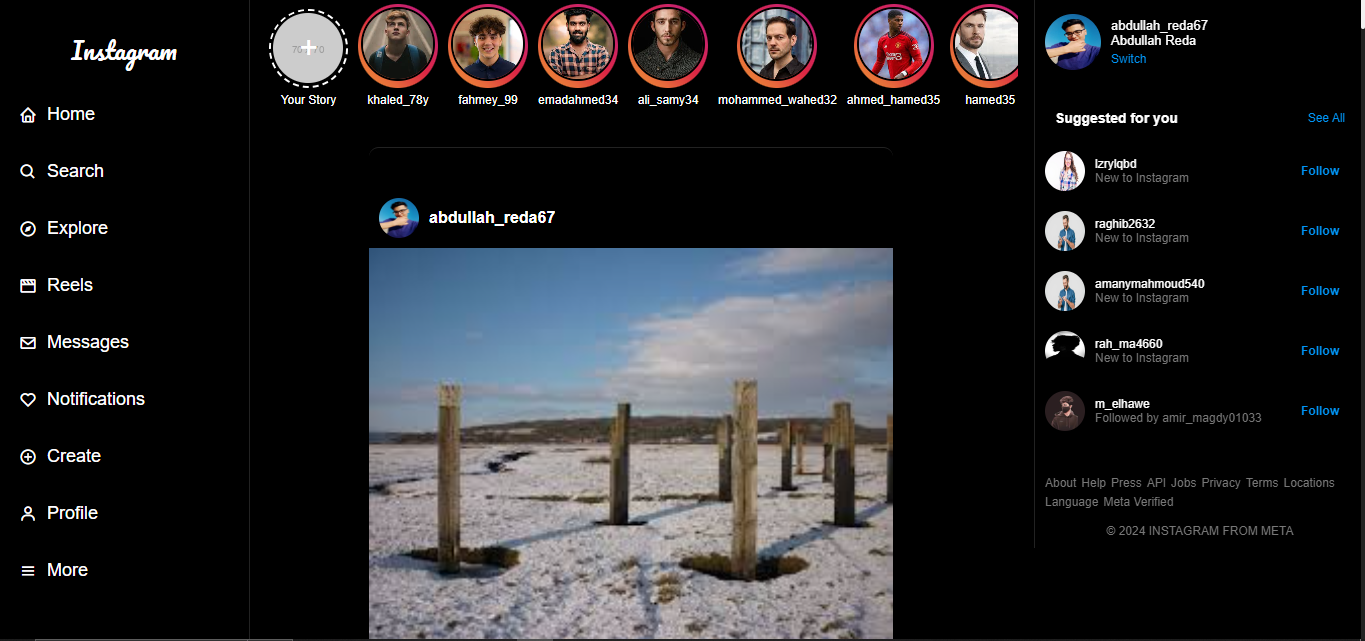 Instagram
Home
Search
Explore
Reels
Messages
Notifications
Create
Profile
More
Your Story
khaled_78y
fahmey_99
emadahmed34
ali_samy34
mohammed_wahed32
ahmed_hamed35
hamed35
abdullah_reda67
abdullah_reda67
Abdullah Reda
Switch
Suggested for you
See All
lzrylqbd
New to Instagram
Follow
raghib2632
New to Instagram
Follow
amanymahmoud540
New to Instagram
Follow
rah_ma4660
New to Instagram
Follow
m_elhawe
Followed by amir_magdy01033
Follow
About Help Press API Jobs Privacy Terms Locations
Language Meta Verified
© 2024 INSTAGRAM FROM META